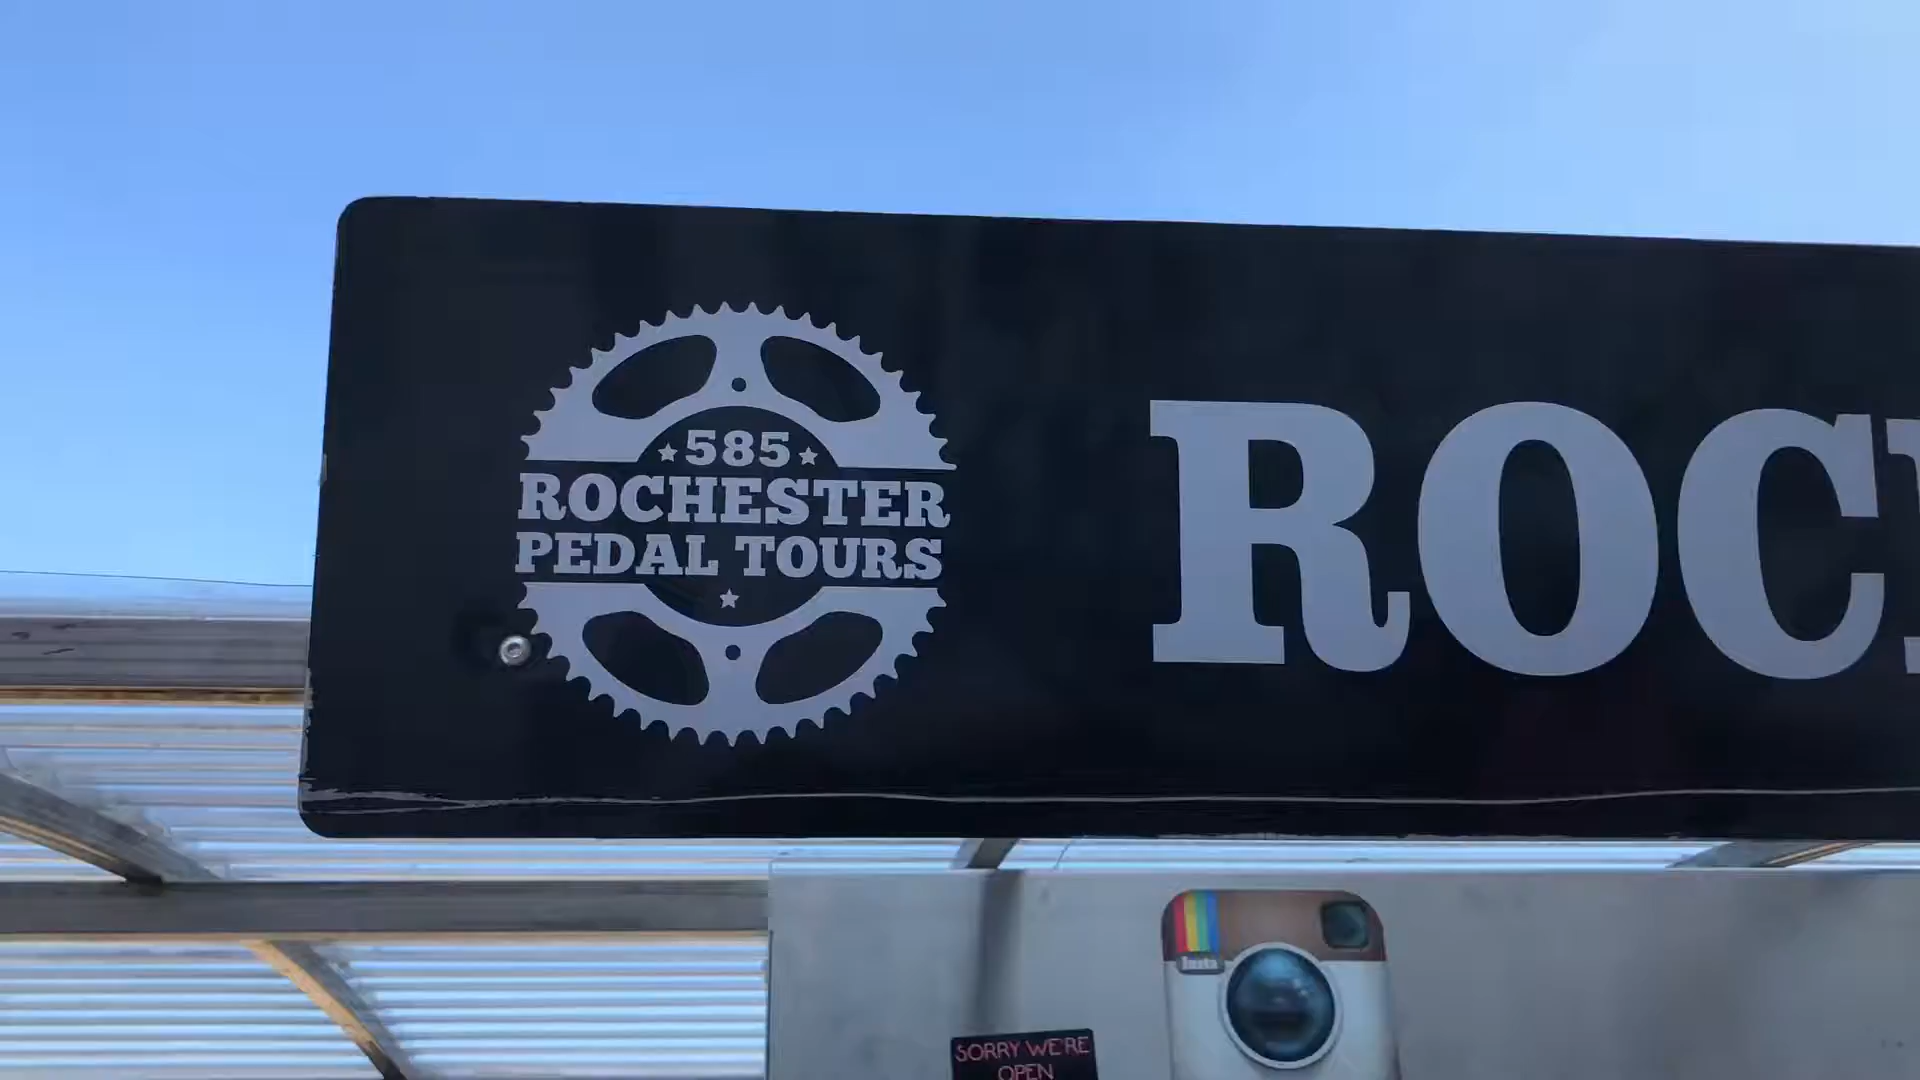 585
ROCHESTER
PEDAL TOURS
ROC
Insta
SORRY WE'RE
OPEN